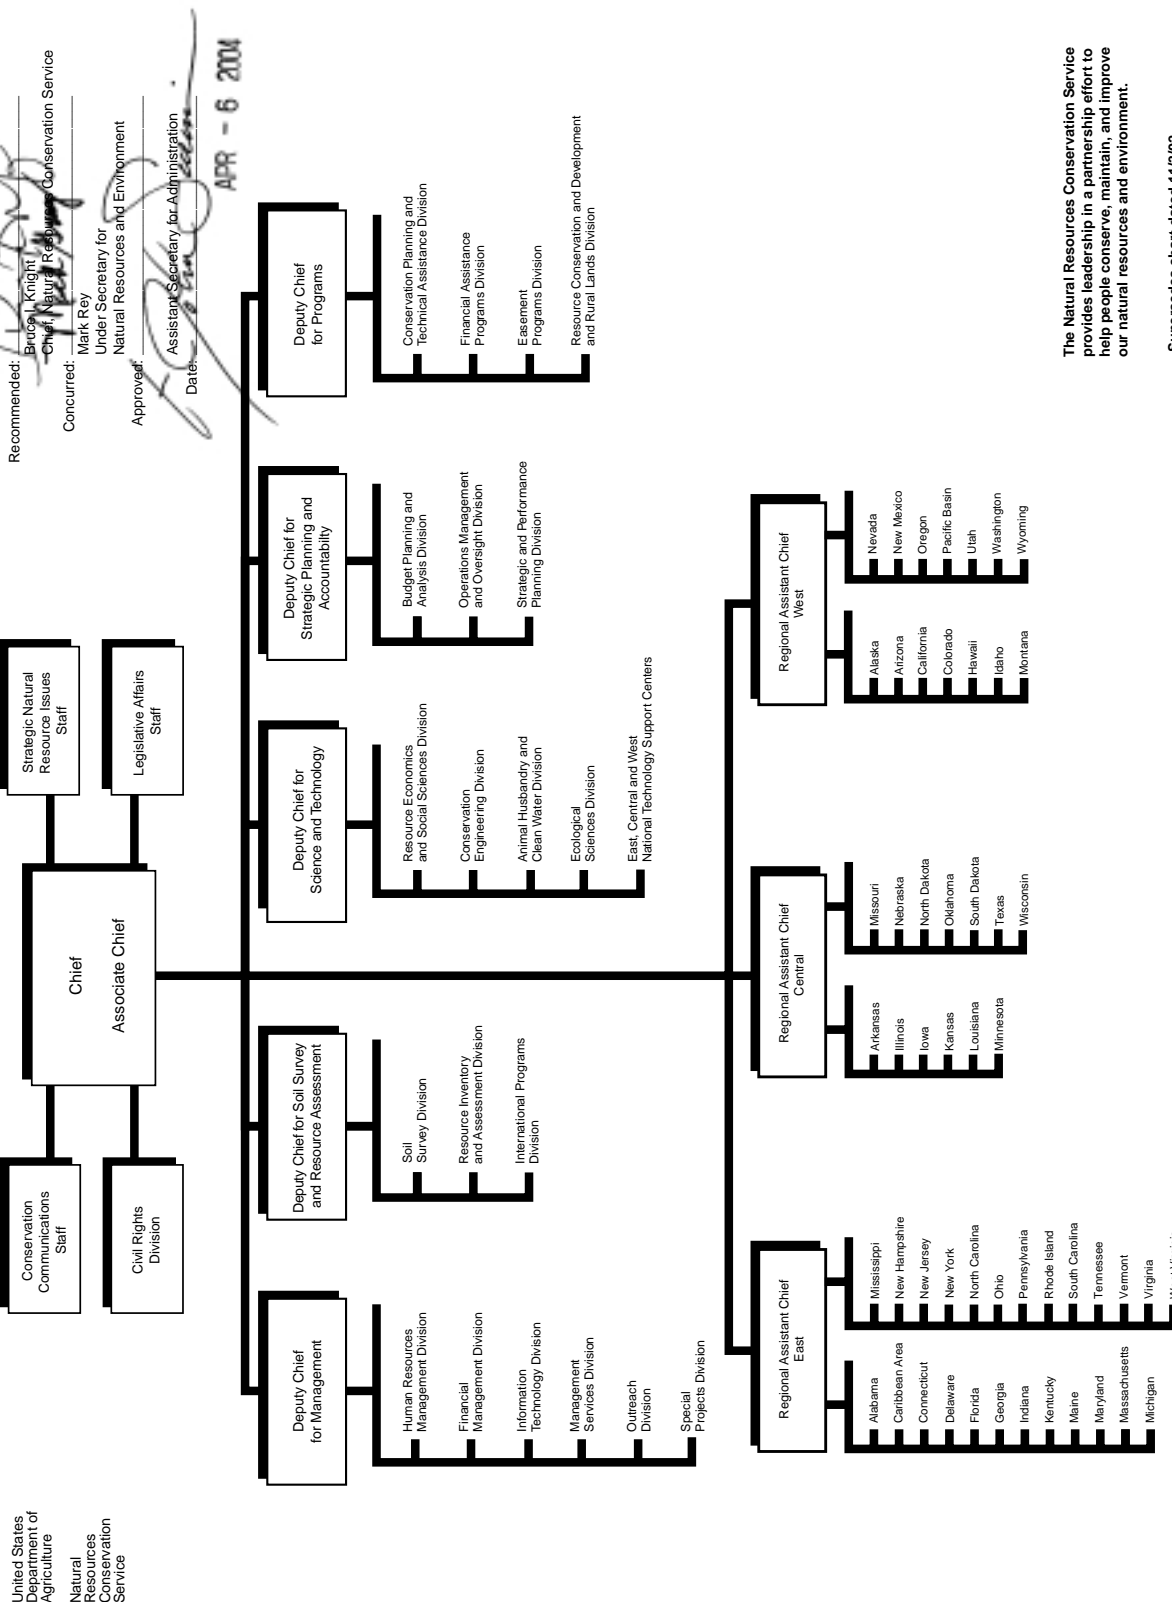 United States
Department of
Agriculture
Natural
Resources
Conservation
Service
Recommended:
Bruce I. Knight
Chief, Natural Resources Conservation Service
Concurred:
Mark Rey
Under Secretary for
Natural Resources and Environment
Approved:
Assistant Secretary for Administration
Date:
APR - 6 2004
Conservation
Communications
Staff
Civil Rights
Division
Chief
Associate Chief
Strategic Natural
Resource Issues
Staff
Legislative Affairs
Staff
Deputy Chief
for Management
Human Resources
Management Division
Financial
Management Division
Information
Technology Division
Management
Services Division
Outreach
Division
Special
Projects Division
Deputy Chief for Soil Survey
and Resource Assessment
Soil
Survey Division
Resource Inventory
and Assessment Division
International Programs
Division
Deputy Chief for
Science and Technology
Resource Economics
and Social Sciences Division
Conservation
Engineering Division
Animal Husbandry and
Clean Water Division
Ecological
Sciences Division
East, Central and West
National Technology Support Centers
Deputy Chief for
Strategic Planning and
Accountabilty
Budget Planning and
Analysis Division
Operations Management
and Oversight Division
Strategic and Performance
Planning Division
Deputy Chief
for Programs
Conservation Planning and
Technical Assistance Division
Financial Assistance
Programs Division
Easement
Programs Division
Resource Conservation and Development
and Rural Lands Division
Regional Assistant Chief
East
Alabama
Caribbean Area
Connecticut
Delaware
Florida
Georgia
Indiana
Kentucky
Maine
Maryland
Massachusetts
Michigan
Mississippi
New Hampshire
New Jersey
New York
North Carolina
Ohio
Pennsylvania
Rhode Island
South Carolina
Tennessee
Vermont
Virginia
Regional Assistant Chief
Central
Arkansas
Illinois
Iowa
Kansas
Louisiana
Minnesota
Missouri
Nebraska
North Dakota
Oklahoma
South Dakota
Texas
Wisconsin
Regional Assistant Chief
West
Alaska
Arizona
California
Colorado
Hawaii
Idaho
Montana
Nevada
New Mexico
Oregon
Pacific Basin
Utah
Washington
Wyoming
The Natural Resources Conservation Service
provides leadership in a partnership effort to
help people conserve, maintain, and improve
our natural resources and environment.